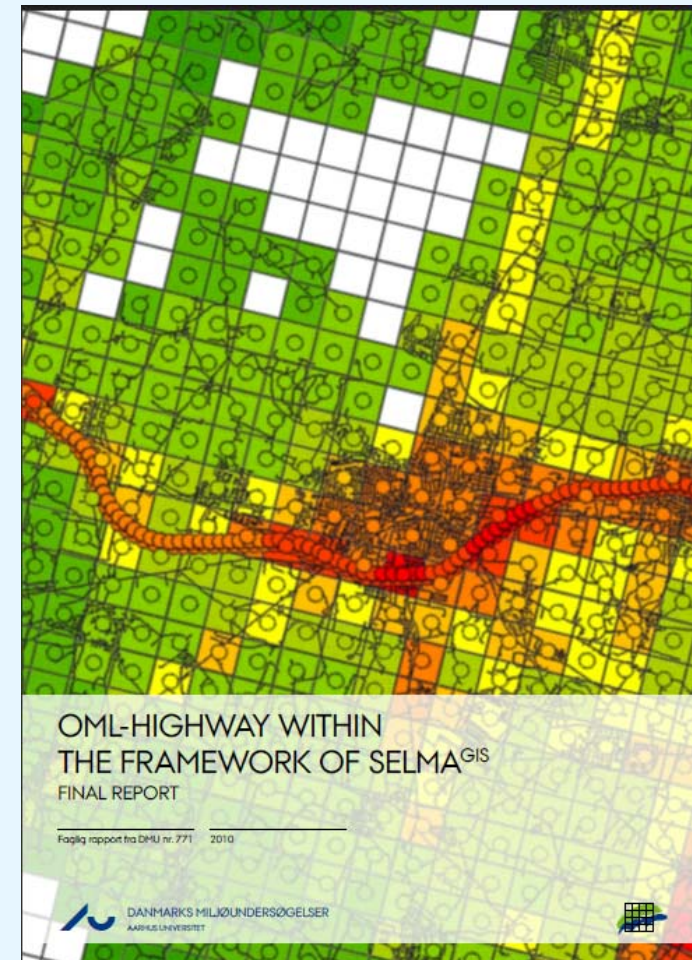 OML-HIGHWAY WITHIN
THE FRAMEWORK OF SELMAGIS
FINAL REPORT
Faglig rapport fra DMU nr. 771 2010
DANMARKS MILJØUNDERSØGELSER
AARHUS UNIVERSITET